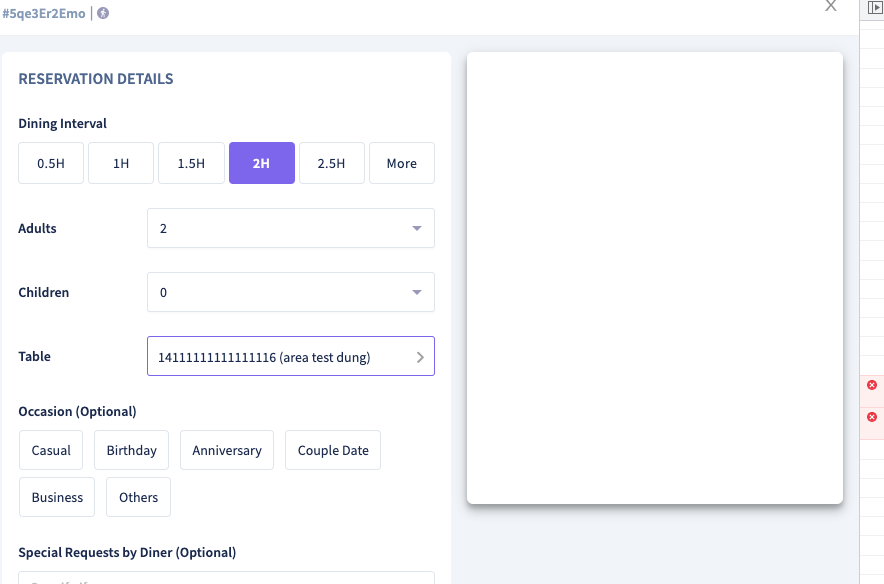 #5qe3Er2Emo |
RESERVATION DETAILS
Dining Interval
0.5H 1H 1.5H 2H 2.5H More
Adults 2
Children 0
Table 14111111111111116 (area test dung)
Occasion (Optional)
Casual Birthday Anniversary Couple Date
Business Others
Special Requests by Diner (Optional)